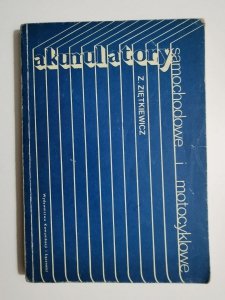 akumulatory
samochodowe i motocyklowe
Z. ZIĘTKIEWICZ
Wydawnictwa Komunikacji i Łączności